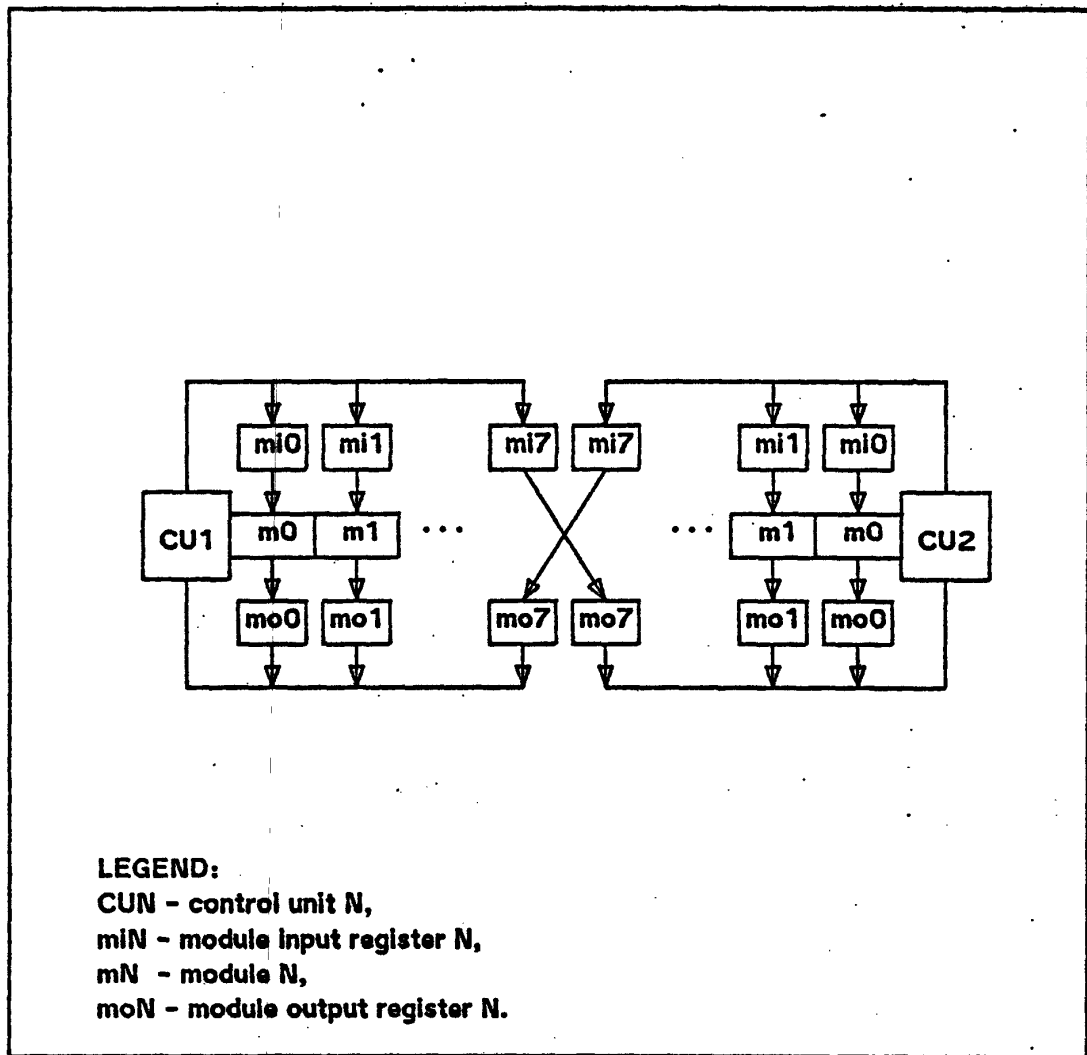 mi0 mi1 mi7 mi7 mi1 mi0
CU1 m0 m1 ... ... m1 m0 CU2
mo0 mo1 mo7 mo7 mo1 mo0
LEGEND:
CUN - control unit N,
miN - module input register N,
mN - module N,
moN - module output register N.